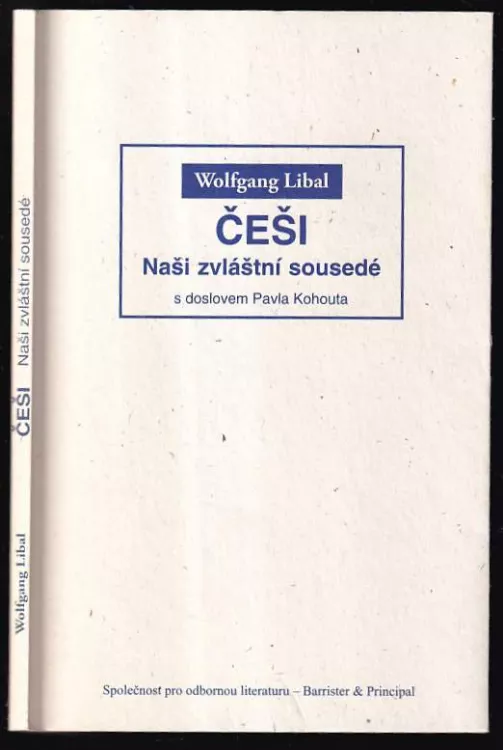 Wolfgang Libal
ČEŠI
Naši zvláštní sousedé
s doslovem Pavla Kohouta
Společnost pro odbornou literaturu – Barrister & Principal
Wolfgang Libal ČEŠI Naši zvláštní sousedé